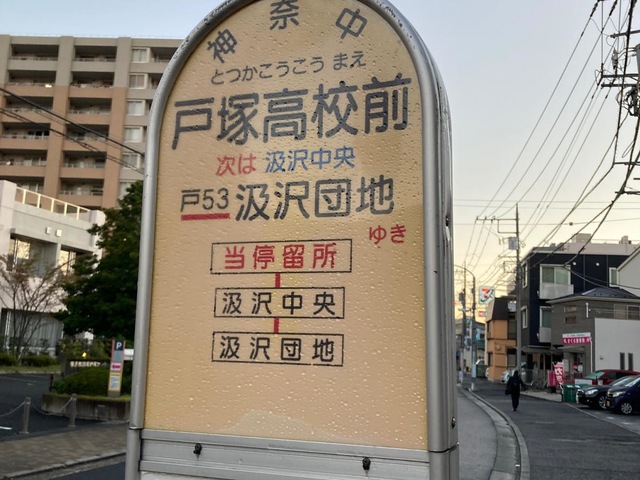 神奈中
とつかこうこう まえ
戸塚高校前
次は 汲沢中央
戸53 汲沢団地
ゆき
当停留所
汲沢中央
汲沢団地
P